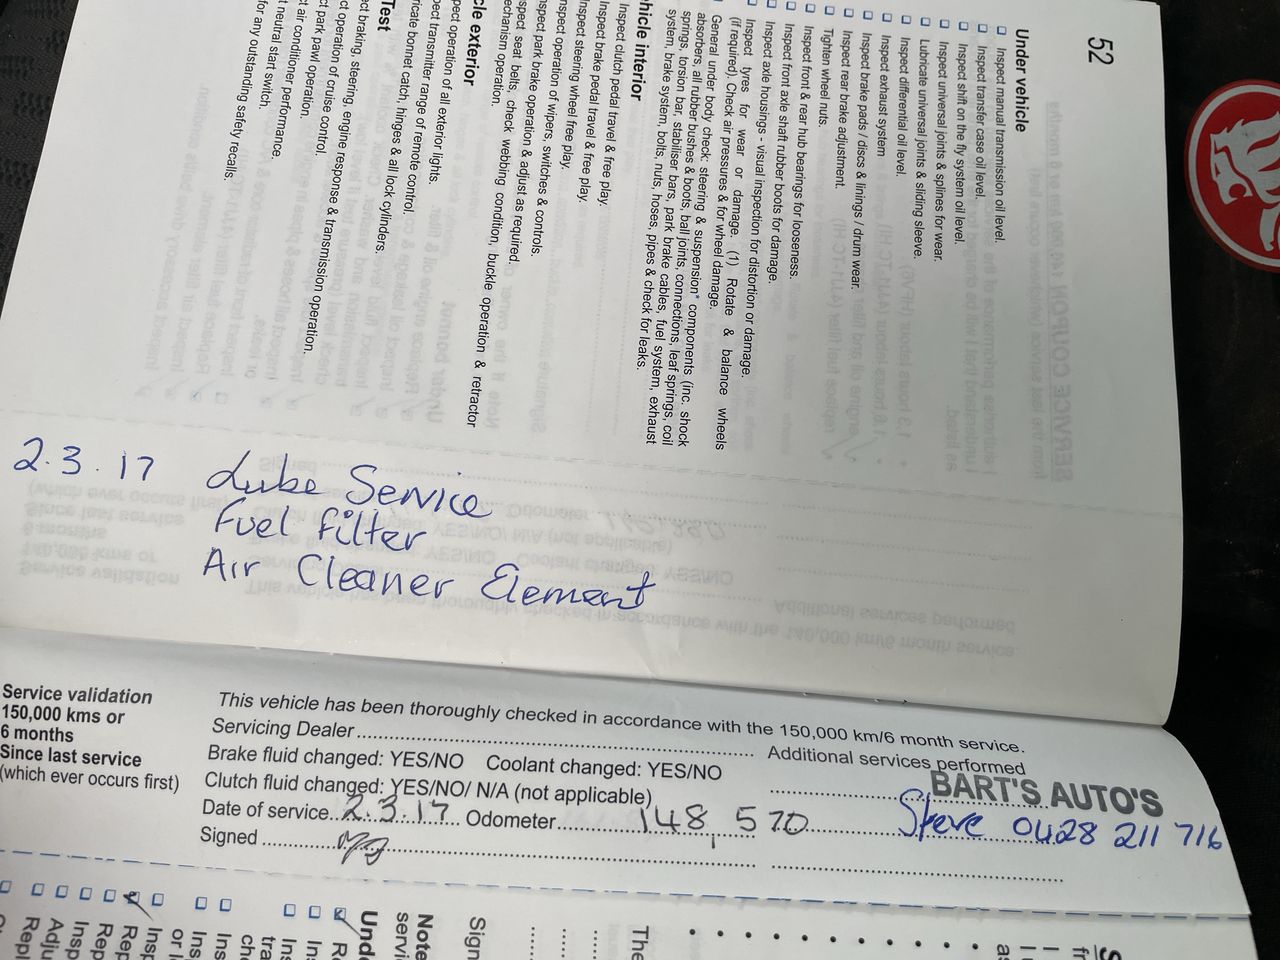 52
Under vehicle
Inspect manual transmission oil level.
Inspect transfer case oil level.
Inspect shift on the fly system oil level.
Inspect universal joints & splines for wear.
Lubricate universal joints & sliding sleeve.
Inspect differential oil level.
Inspect exhaust system
Inspect brake pads / discs & linings / drum wear.
Inspect rear brake adjustment.
Tighten wheel nuts.
Inspect front & rear hub bearings for looseness.
Inspect front axle shaft rubber boots for damage.
Inspect axle housings - visual inspection for distortion or damage.
Inspect tyres for wear or damage. (1) Rotate & balance wheels
(if required). Check air pressures & for wheel damage.
General under body check: steering & suspension* components (inc. shock
absorbers, all rubber bushes & boots, ball joints, connections, leaf springs, coil
springs, torsion bar, stabiliser bars, park brake cables, fuel system, exhaust
system, brake system, bolts, nuts, hoses, pipes & check for leaks.
hicle interior
Inspect clutch pedal travel & free play.
Inspect brake pedal travel & free play.
Inspect steering wheel free play.
nspect operation of wipers, switches & controls.
nspect park brake operation & adjust as required.
spect seat belts, check webbing condition, buckle operation & retractor
echanism operation.
cle exterior
pect operation of all exterior lights.
pect transmitter range of remote control.
ricate bonnet catch, hinges & all lock cylinders.
Test
ct braking, steering, engine response & transmission operation.
ct operation of cruise control.
t park pawl operation.
t air conditioner performance.
t neutral start switch.
for any outstanding safety recalls.
2.3.17 Lube Service
Fuel filter
Air Cleaner Element
Service validation
150,000 kms or
6 months
Since last service
(which ever occurs first)
This vehicle has been thoroughly checked in accordance with the 150,000 km/6 month service.
Servicing Dealer
Additional services performed
Brake fluid changed: YES/NO Coolant changed: YES/NO
Clutch fluid changed: YES/NO/ N/A (not applicable)
BART'S AUTO'S
Date of service 2.3.17 Odometer 148,570
Steve 0428 211 716
Signed
Unde
Note
servi
Sign
The